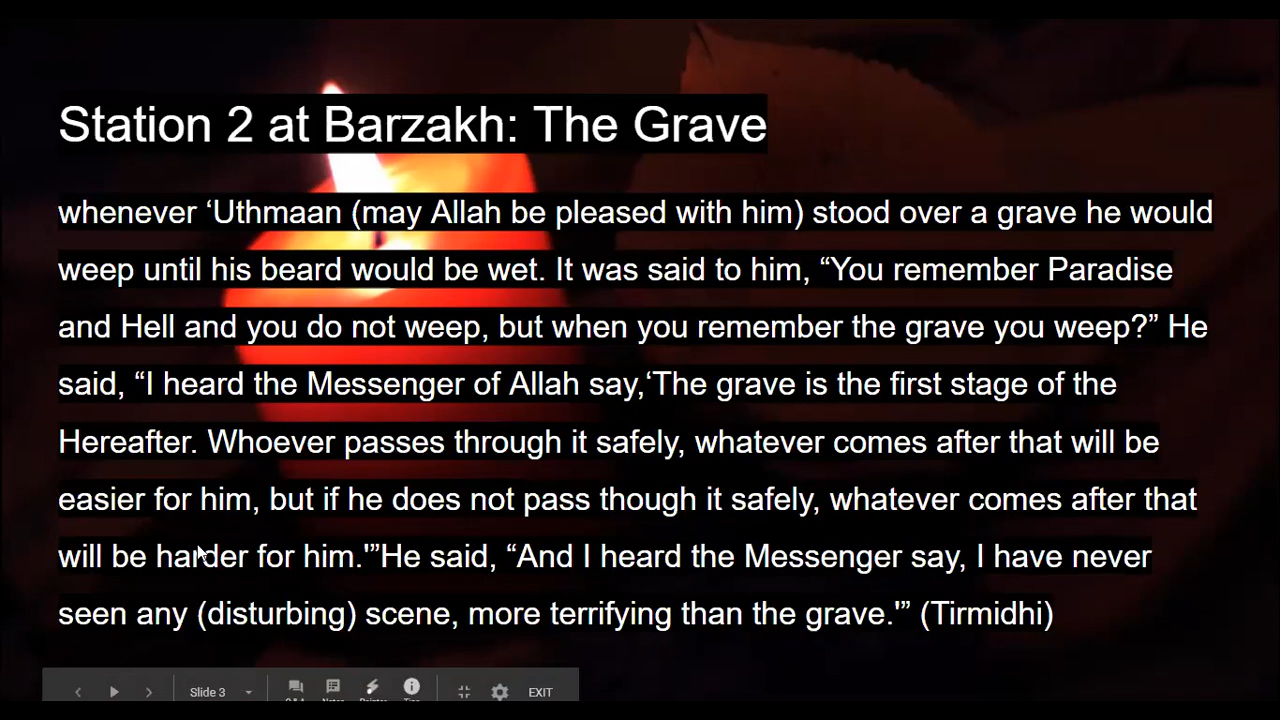 Station 2 at Barzakh: The Grave
whenever ‘Uthmaan (may Allah be pleased with him) stood over a grave he would
weep until his beard would be wet. It was said to him, “You remember Paradise
and Hell and you do not weep, but when you remember the grave you weep?” He
said, “I heard the Messenger of Allah say,‘The grave is the first stage of the
Hereafter. Whoever passes through it safely, whatever comes after that will be
easier for him, but if he does not pass though it safely, whatever comes after that
will be harder for him.'”He said, “And I heard the Messenger say, I have never
seen any (disturbing) scene, more terrifying than the grave.'” (Tirmidhi)
Slide 3 EXIT